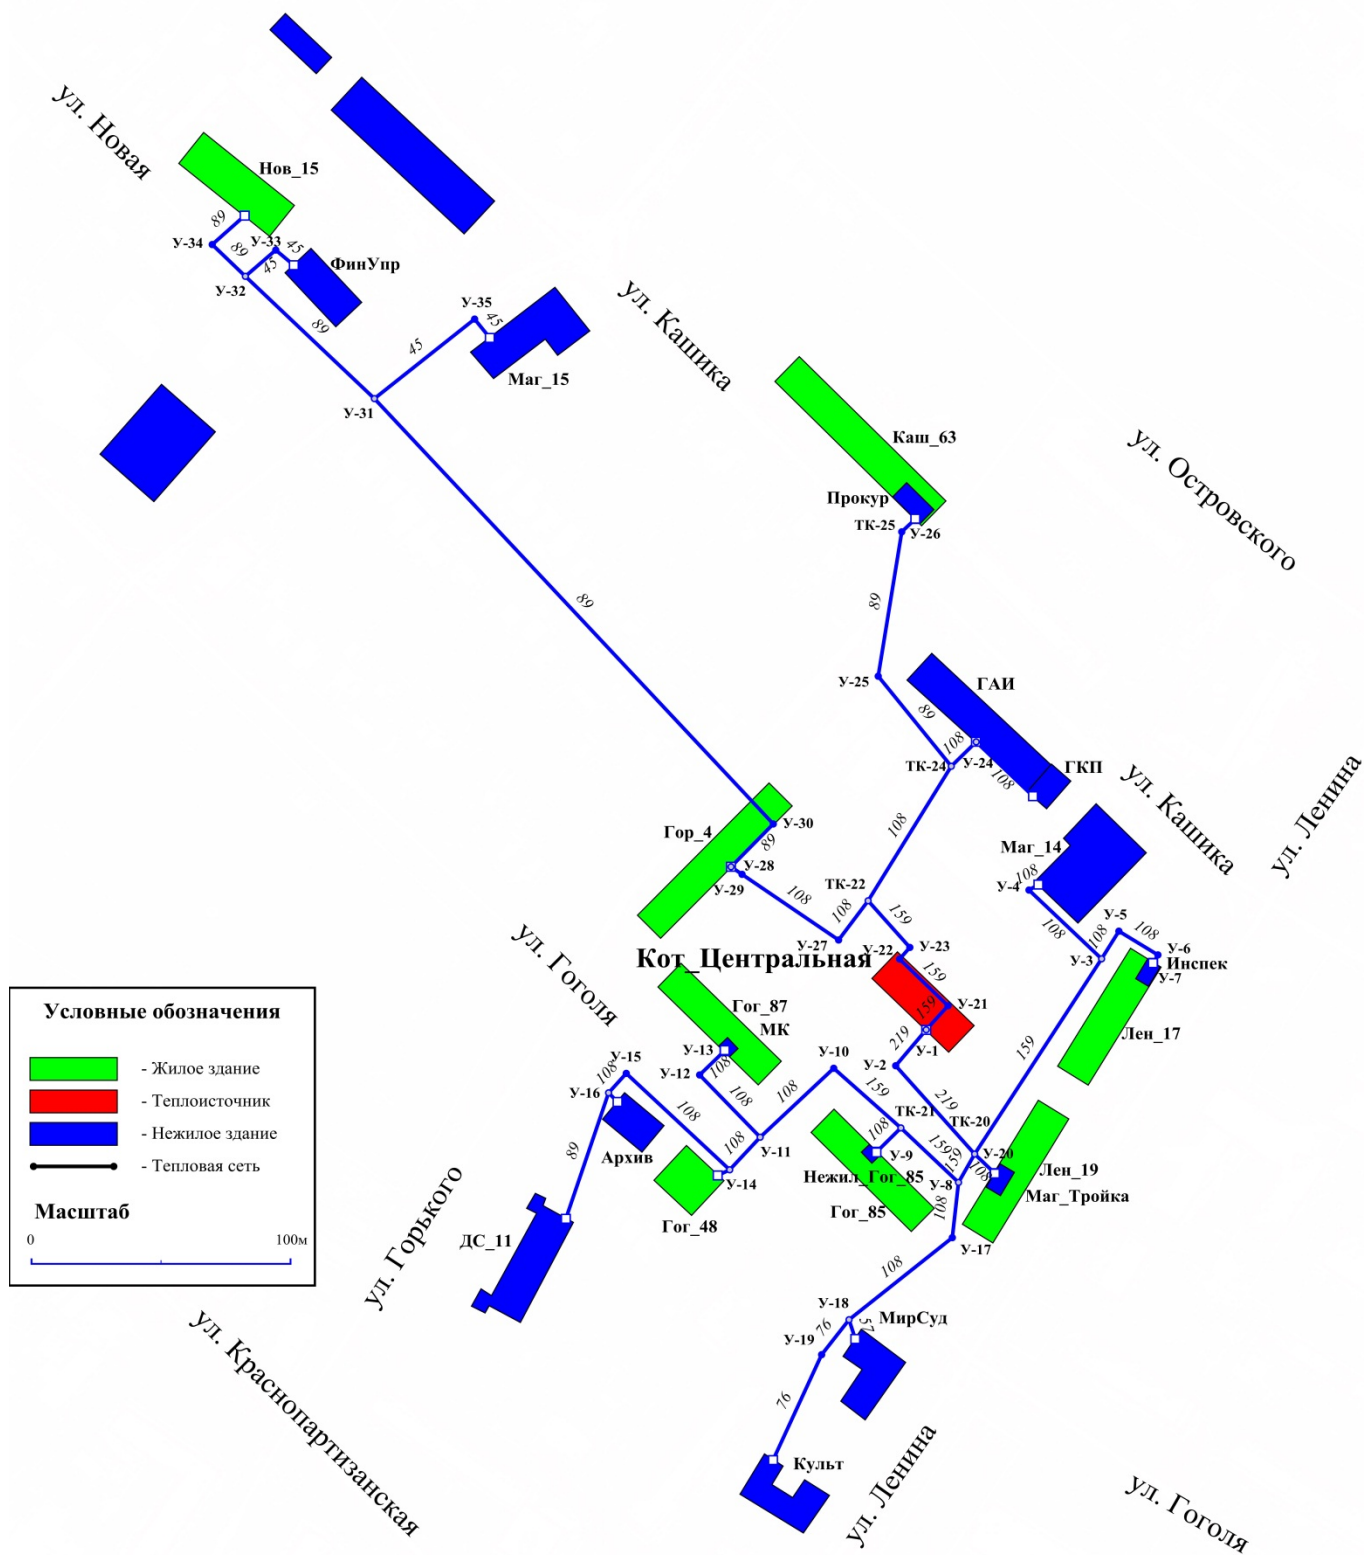 ул. Новая
Нов_15
89
У-34
89
У-33
45
45
ФинУпр
У-32
89
У-35
45
45
Маг_15
У-31
ул. Кашика
89
Каш_63
Прокур
ТК-25
У-26
89
ул. Островского
У-25
89
ГАИ
108
ТК-24
У-24
108
ГКП
ул. Кашика
ул. Ленина
108
У-30
Гор_4
89
У-28
У-29
108
У-27
108
ТК-22
159
У-23
У-22
159
Кот_Центральная
Маг_14
108
У-4
108
У-3
108
У-5
108
У-6
Инспек
У-7
Лен_17
159
ул. Гоголя
159
У-21
У-1
219
У-2
219
Гог_87
МК
У-13
108
У-12
108
У-10
108
159
ТК-21
108
У-9
159
ТК-20
У-20
159
108
У-8
Нежил_Гог_85
Гог_85
Лен_19
Маг_Тройка
У-15
108
У-16
108
108
У-11
У-14
Архив
Гог_48
89
ДС_11
ул. Горького
108
У-17
108
У-18
57
МирСуд
76
У-19
76
Культ
ул. Ленина
ул. Гоголя
ул. Краснопартизанская
Условные обозначения
- Жилое здание
- Теплоисточник
- Нежилое здание
- Тепловая сеть
Масштаб
0
100м